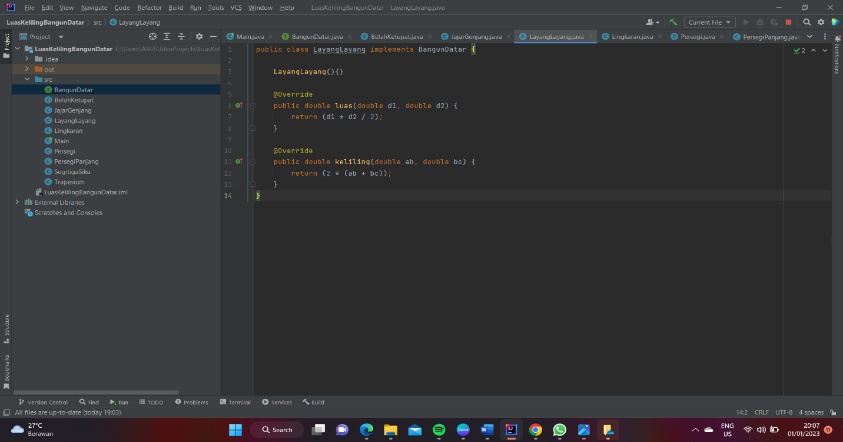 File Edit View Navigate Code Refactor Build Run Tools VCS Window Help LuasKelilingBangunDatar - LayangLayang.java
LuasKelilingBangunDatar src LayangLayang Current File
Project
Main.java BangunDatar.java BelahKetupat.java JajarGenjang.java LayangLayang.java Lingkaran.java Persegi.java PersegiPanjang.java
LuasKelilingBangunDatar
.idea
out
src
BangunDatar
BelahKetupat
JajarGenjang
LayangLayang
Lingkaran
Main
Persegi
PersegiPanjang
SegitigaSiku
Trapesium
LuasKelilingBangunDatar.iml
External Libraries
Scratches and Consoles
1 public class LayangLayang implements BangunDatar {
2
3 LayangLayang(){}
4
5 @Override
6 public double luas(double d1, double d2) {
7 return (d1 * d2 / 2);
8 }
9
10 @Override
11 public double keliling(double ab, double bc) {
12 return (2 * (ab + bc));
13 }
14 }
2
Project
Structure
Bookmarks
Notifications
Version Control Find Run TODO Problems Terminal Services Build
All files are up-to-date (today 19:03) 14:2 CRLF UTF-8 4 spaces
27°C
Berawan
Search
ENG
US
20:07
01/01/2023